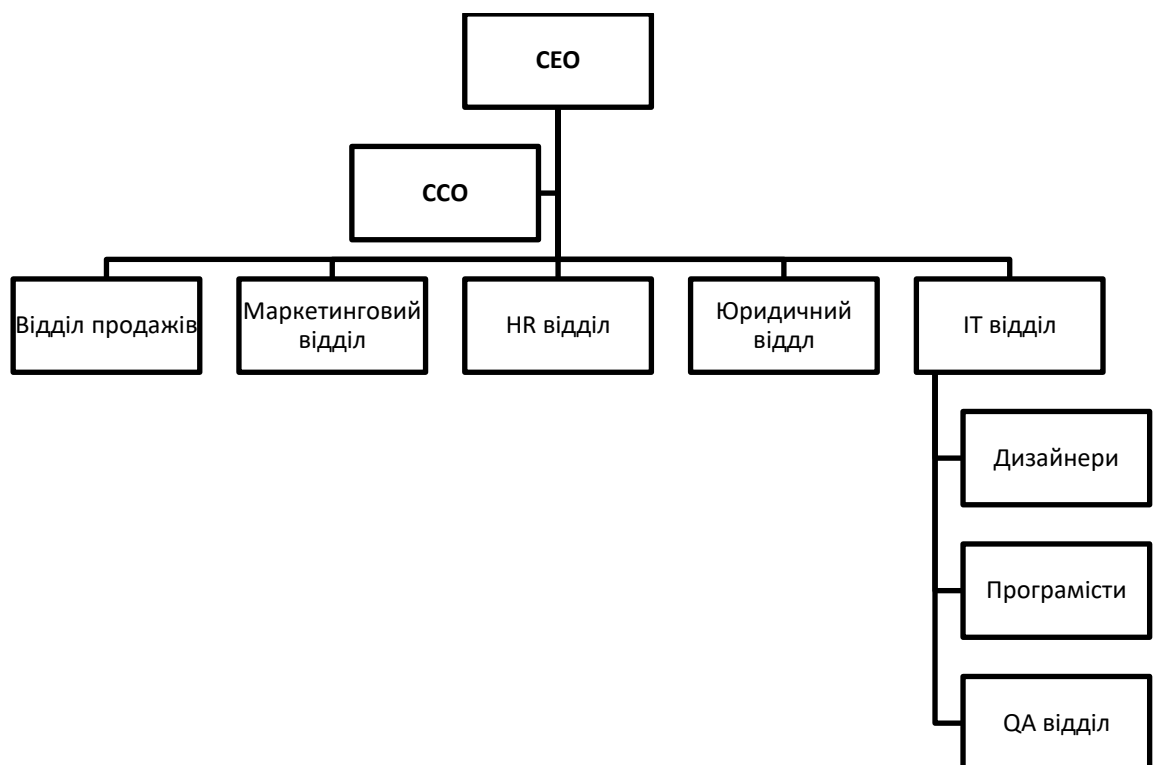 CEO
CCO
Відділ продажів
Маркетинговий
відділ
HR відділ
Юридичний
віддл
IT відділ
Дизайнери
Програмісти
QA відділ